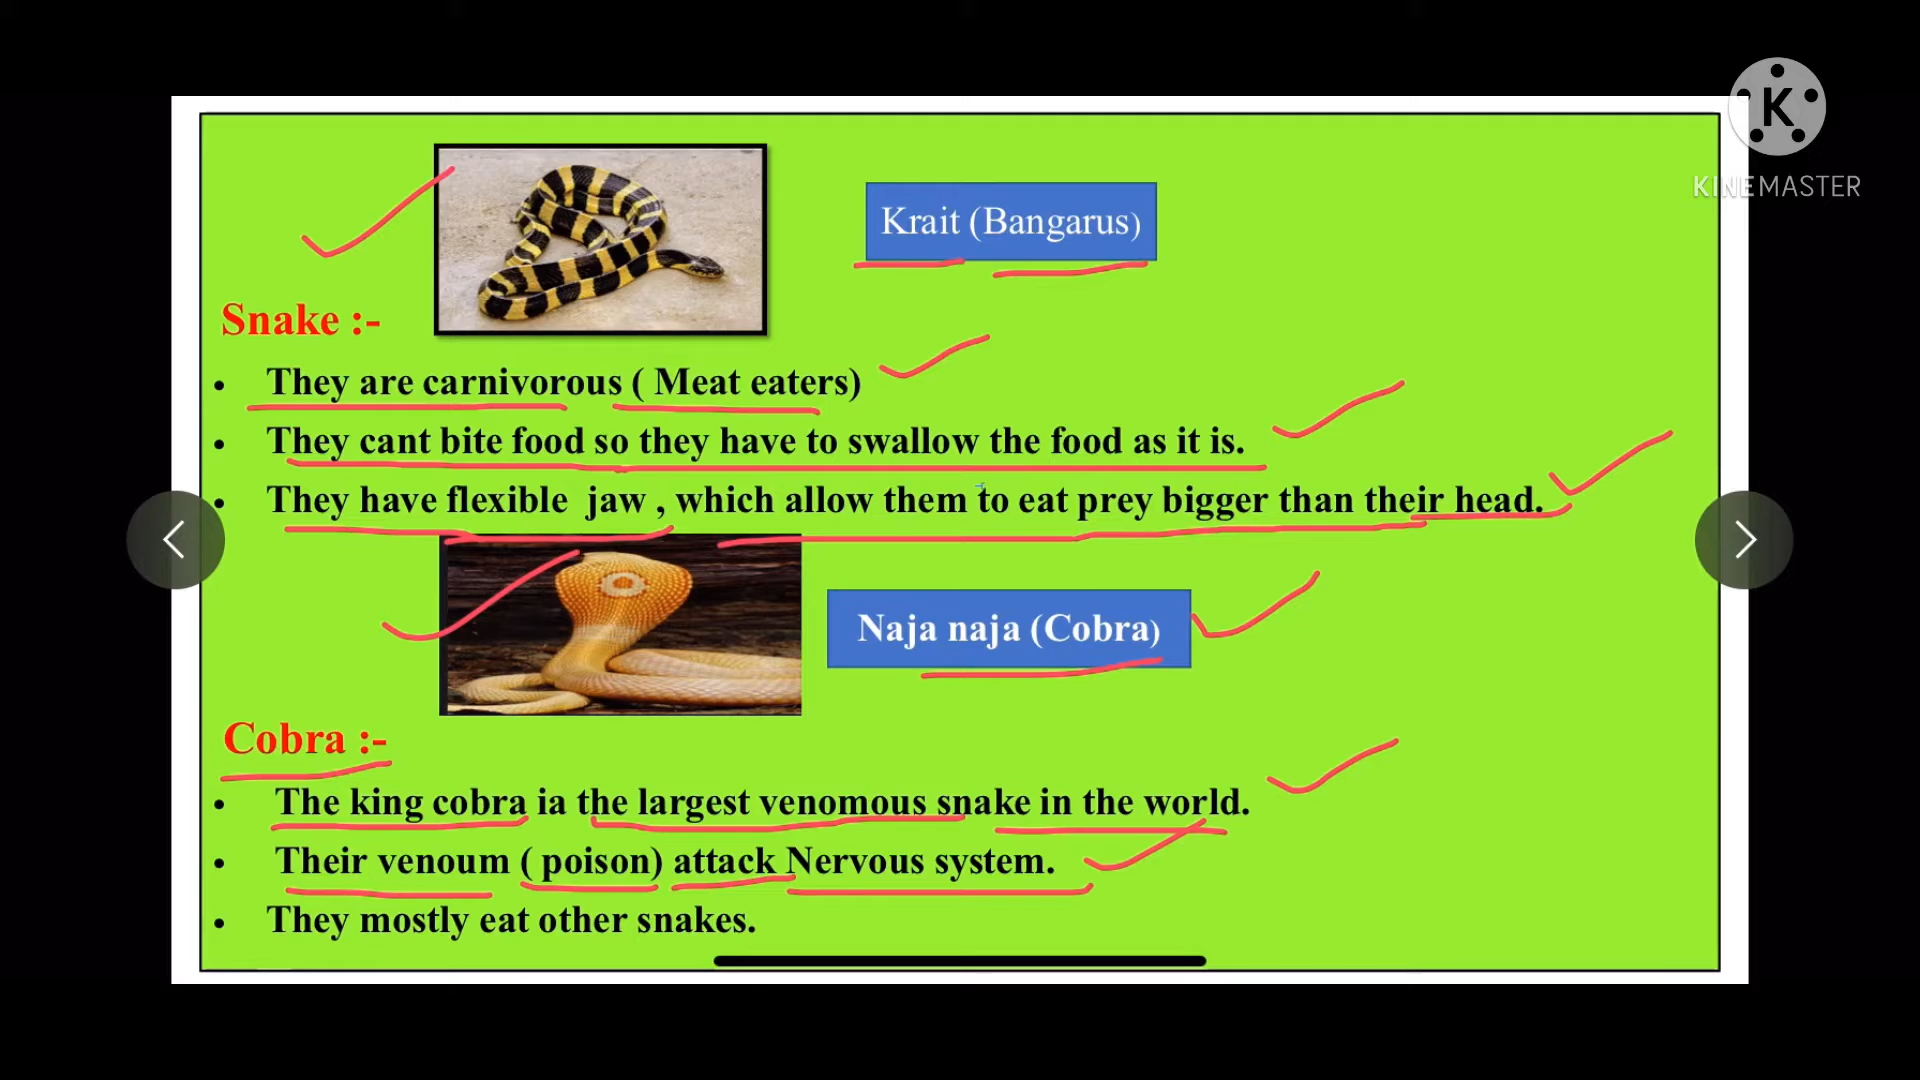 K
KINEMASTER
Krait (Bangarus)
Snake :-
• They are carnivorous ( Meat eaters)
• They cant bite food so they have to swallow the food as it is.
• They have flexible jaw , which allow them to eat prey bigger than their head.
Naja naja (Cobra)
Cobra :-
• The king cobra ia the largest venomous snake in the world.
• Their venoum ( poison) attack Nervous system.
• They mostly eat other snakes.